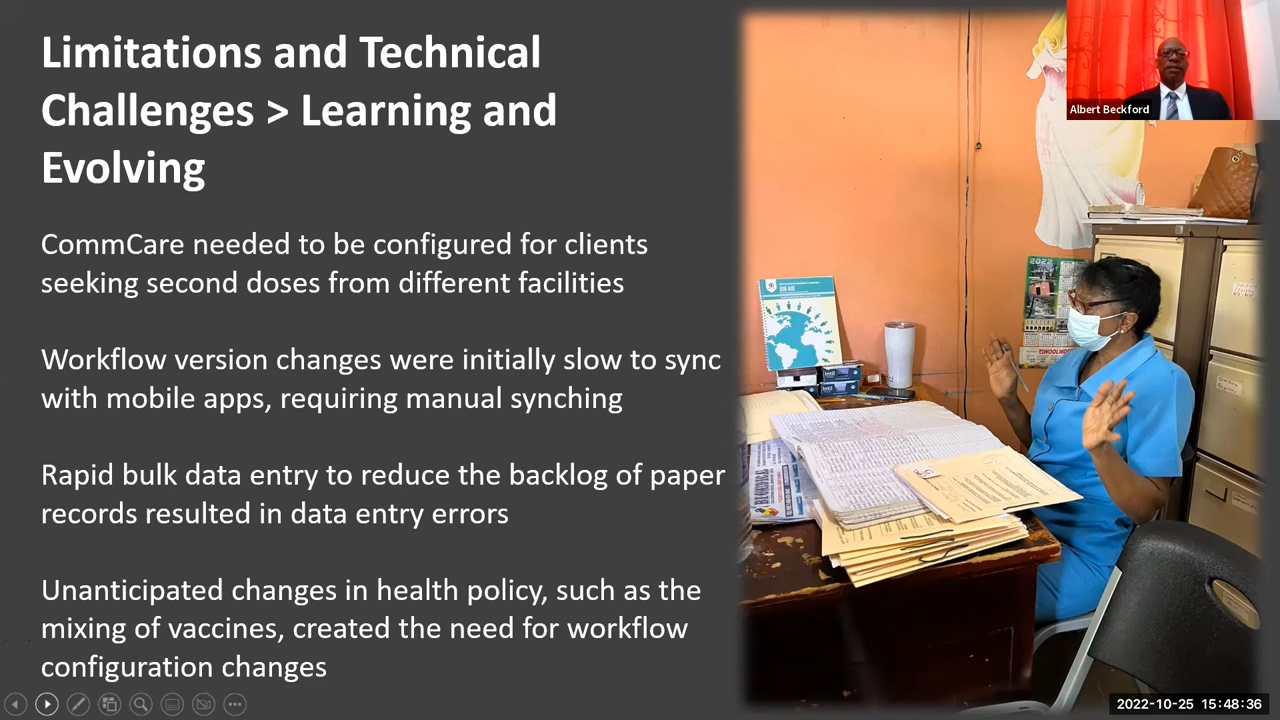 Limitations and Technical
Challenges > Learning and
Evolving
CommCare needed to be configured for clients
seeking second doses from different facilities
Workflow version changes were initially slow to sync
with mobile apps, requiring manual synching
Rapid bulk data entry to reduce the backlog of paper
records resulted in data entry errors
Unanticipated changes in health policy, such as the
mixing of vaccines, created the need for workflow
configuration changes
Albert Beckford
2022
JOB AID
2022-10-25 15:48:36